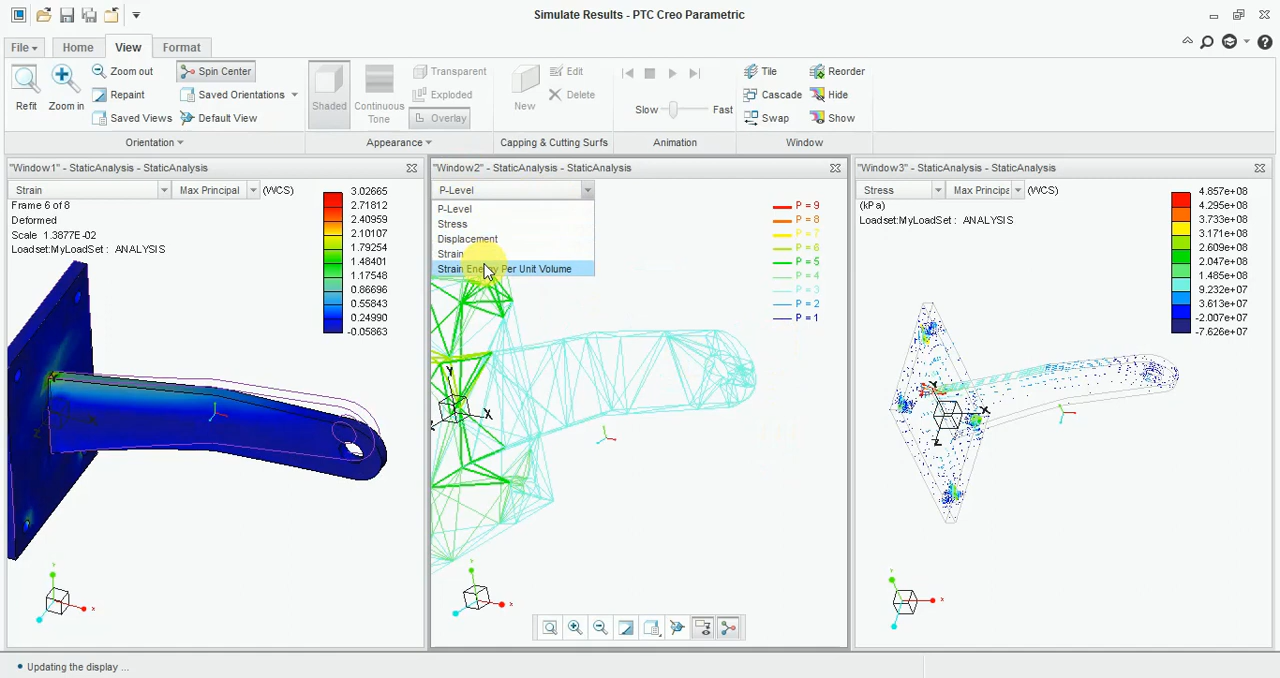 Simulate Results - PTC Creo Parametric
File
Home
View
Format
Refit
Zoom in
Zoom out
Repaint
Saved Views
Spin Center
Saved Orientations
Default View
Orientation
Shaded
Continuous
Tone
Transparent
Exploded
Overlay
Appearance
New
Edit
Delete
Capping & Cutting Surfs
Slow
Fast
Animation
Tile
Cascade
Swap
Reorder
Hide
Show
Window
"Window1" - StaticAnalysis - StaticAnalysis
Strain
Max Principal
(WCS)
Frame 6 of 8
Deformed
Scale 1.3877E-02
Loadset:MyLoadSet : ANALYSIS
3.02665
2.71812
2.40959
2.10107
1.79254
1.48401
1.17548
0.86696
0.55843
0.24990
-0.05863
"Window2" - StaticAnalysis - StaticAnalysis
P-Level
P-Level
Stress
Displacement
Strain
Strain Energy Per Unit Volume
P = 9
P = 8
P = 7
P = 6
P = 5
P = 4
P = 3
P = 2
P = 1
Y
X
y
x
"Window3" - StaticAnalysis - StaticAnalysis
Stress
Max Principa
(WCS)
(kPa)
Loadset:MyLoadSet : ANALYSIS
4.857e+08
4.295e+08
3.733e+08
3.171e+08
2.609e+08
2.047e+08
1.485e+08
9.232e+07
3.613e+07
-2.007e+07
-7.626e+07
Y
X
Z
Updating the display ...